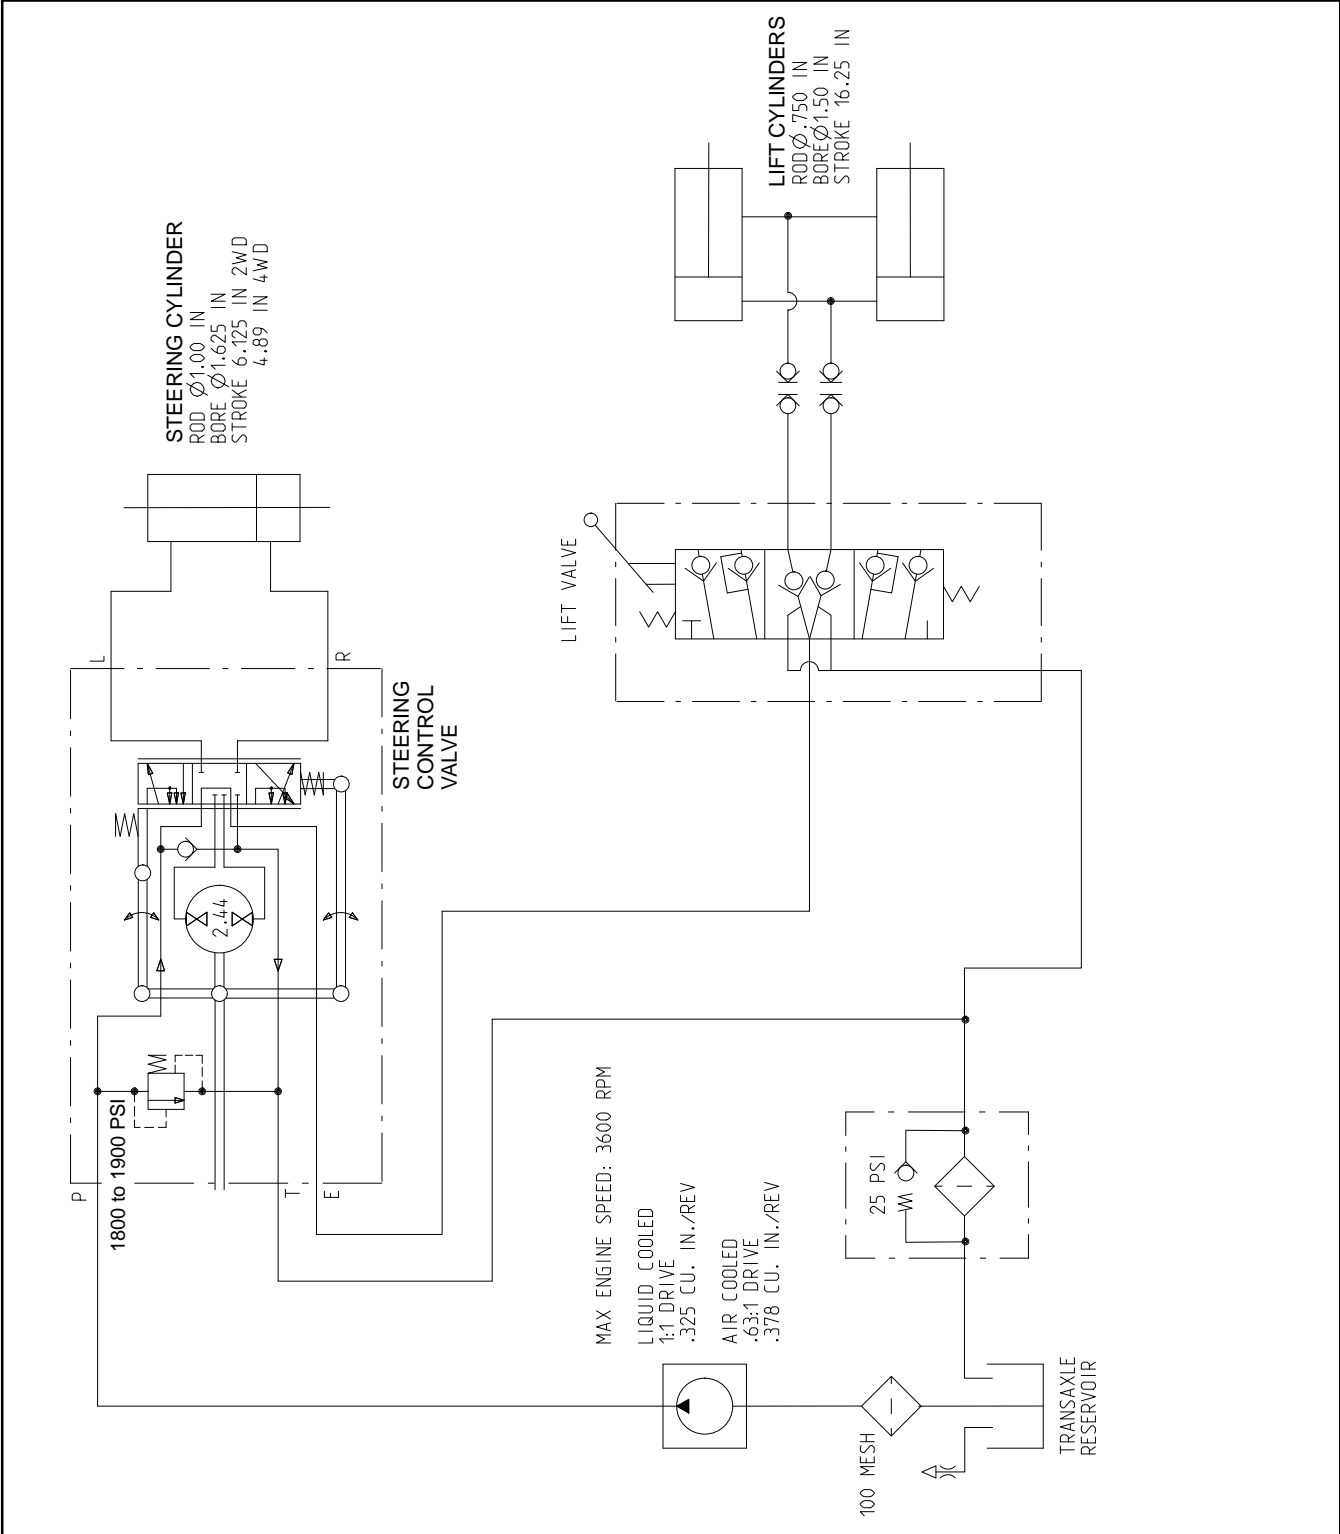 STEERING CYLINDER
ROD Ø1.00 IN
BORE Ø1.625 IN
STROKE 6.125 IN 2WD
4.89 IN 4WD
LIFT CYLINDERS
RODØ.750 IN
BOREØ1.50 IN
STROKE 16.25 IN
L
R
STEERING
CONTROL
VALVE
LIFT VALVE
2.44
P
1800 to 1900 PSI
T
E
MAX ENGINE SPEED: 3600 RPM
LIQUID COOLED
1:1 DRIVE
.325 CU. IN./REV
AIR COOLED
.63:1 DRIVE
.378 CU. IN./REV
25 PSI
100 MESH
TRANSAXLE
RESERVOIR